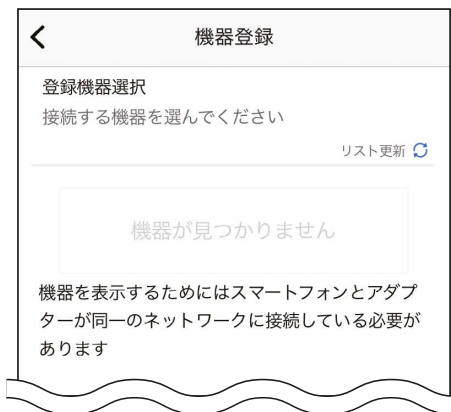 機器登録
登録機器選択
接続する機器を選んでください
リスト更新
機器が見つかりません
機器を表示するためにはスマートフォンとアダプ
ターが同一のネットワークに接続している必要が
あります